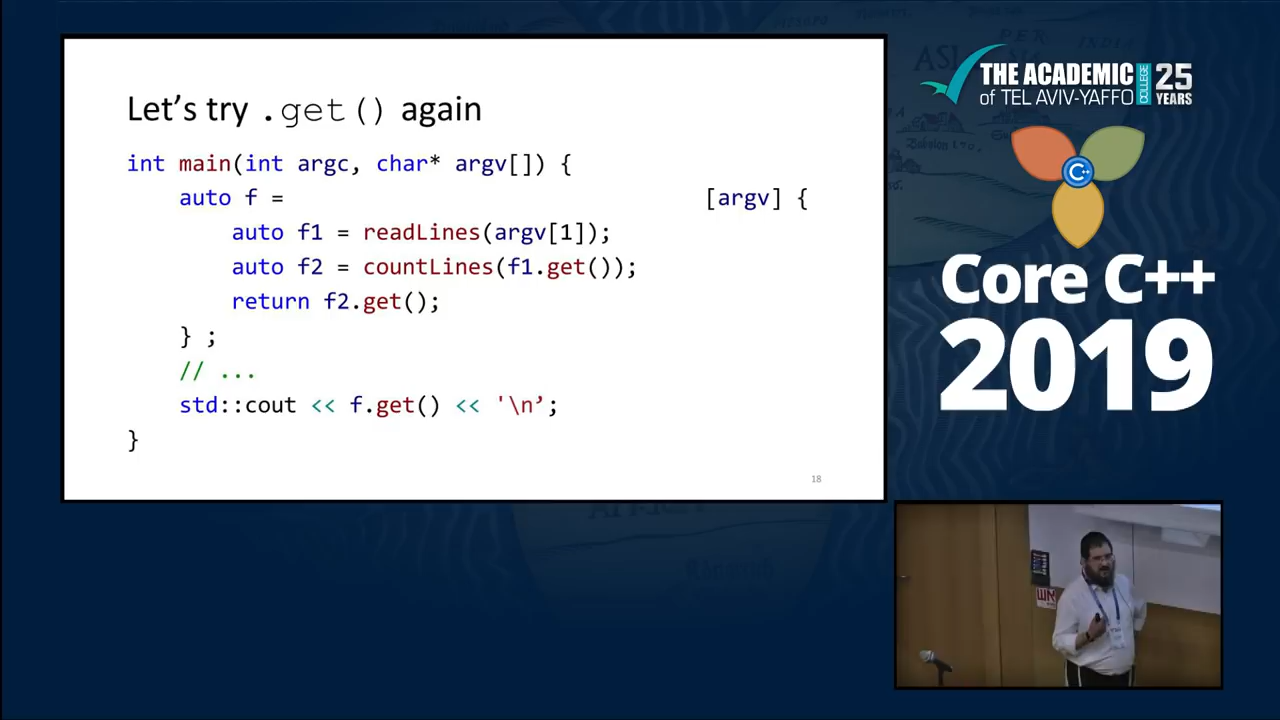 Let's try .get() again
int main(int argc, char* argv[]) {
auto f = [argv] {
auto f1 = readLines(argv[1]);
auto f2 = countLines(f1.get());
return f2.get();
} ;
// ...
std::cout << f.get() << '\n’;
}
18
THE ACADEMIC COLLEGE 25
of TEL AVIV-YAFFO YEARS
C++
Core C++
2019